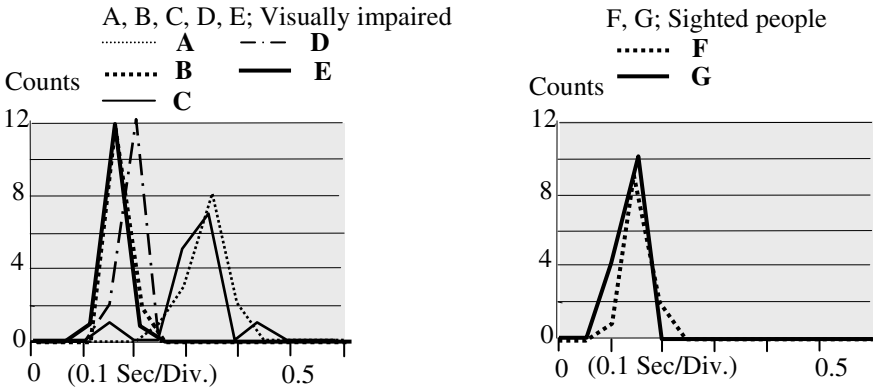 A, B, C, D, E; Visually impaired
A
D
B
E
C
Counts
12
8
4
0
0
(0.1 Sec/Div.)
0.5
F, G; Sighted people
F
G
Counts
12
8
4
0
0
(0.1 Sec/Div.)
0.5